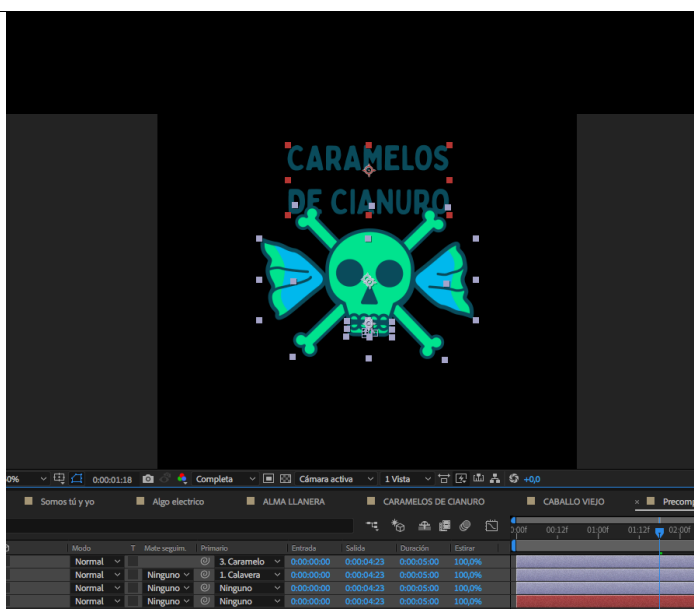 CARAMELOS
DE CIANURO
0% 0:00:01:18 Completa Cámara activa 1 Vista +0,0
Somos tú y yo Algo electrico ALMA LLANERA CARAMELOS DE CIANURO CABALLO VIEJO × Precomp
00f 00:12f 01:00f 01:12f 02:00f
Modo T Mate seguim. Primario Entrada Salida Duración Estirar
Normal 3. Caramelo 0:00:00:00 0:00:04:23 0:00:05:00 100,0%
Normal Ninguno 1. Calavera 0:00:00:00 0:00:04:23 0:00:05:00 100,0%
Normal Ninguno Ninguno 0:00:00:00 0:00:04:23 0:00:05:00 100,0%
Normal Ninguno Ninguno 0:00:00:00 0:00:04:23 0:00:05:00 100,0%